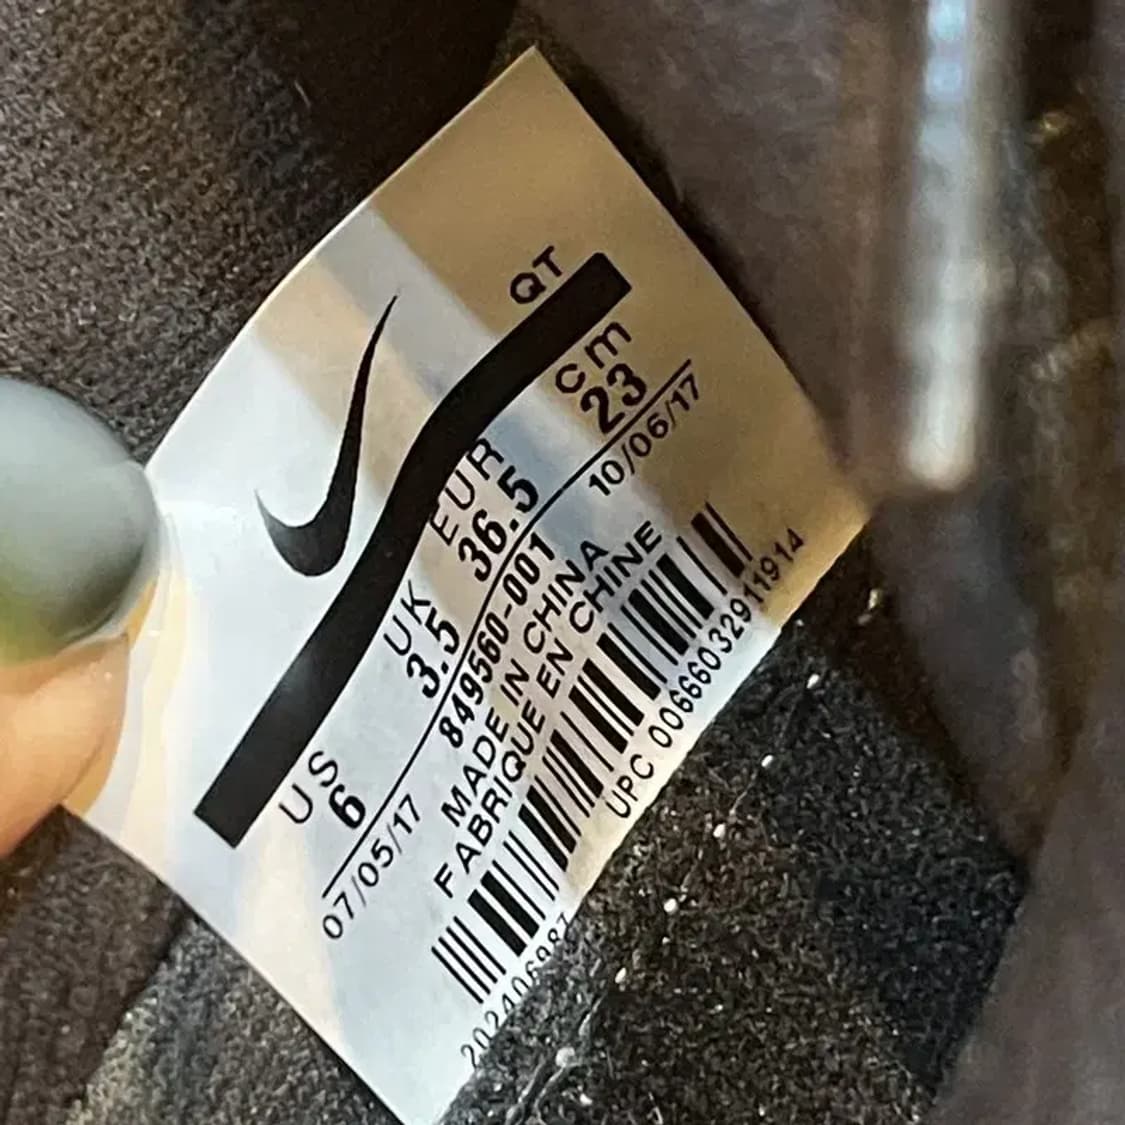 QT
US UK EUR cm
6 3.5 36.5 23
07/05/17 849560-001 10/06/17
MADE IN CHINA
FABRIQUE EN CHINE
202406987 UPC 00666032911914